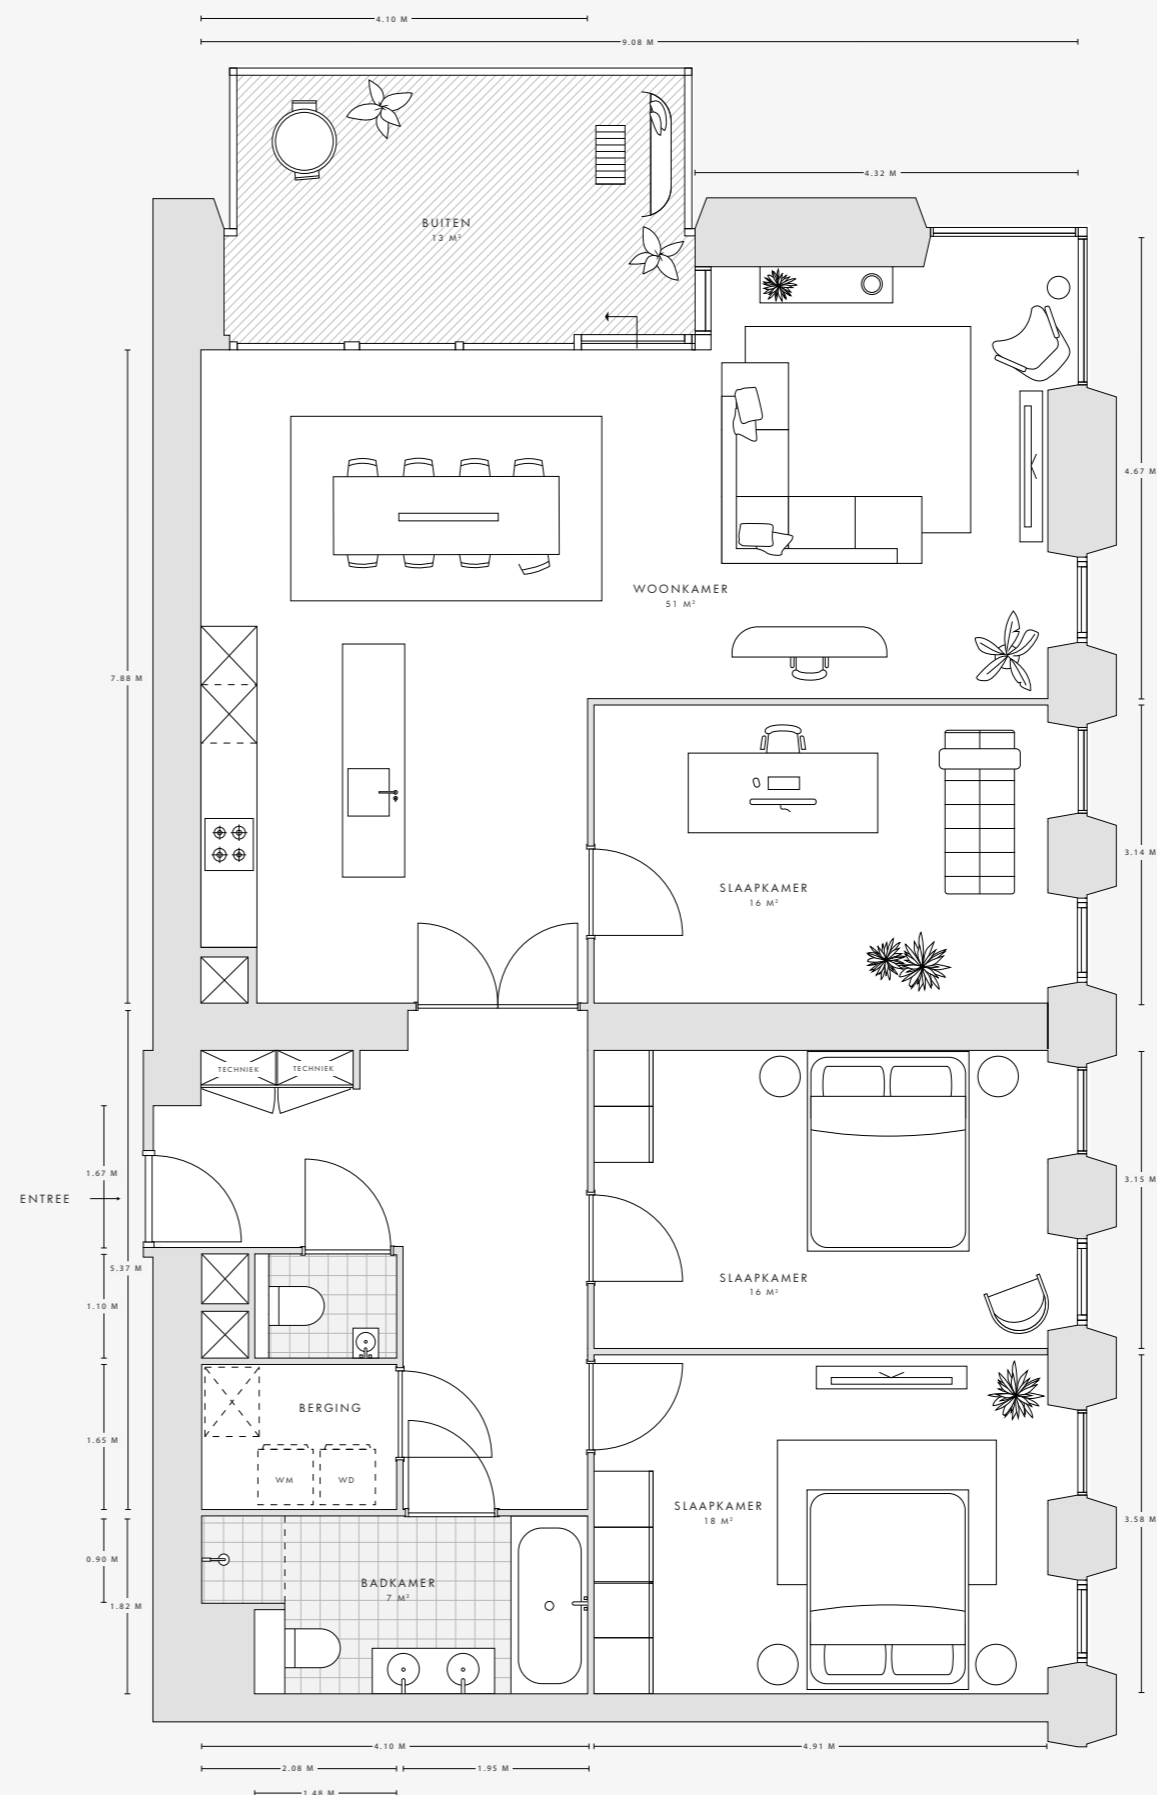 4.10 M
9.08 M
4.32 M
BUITEN
13 M²
4.67 M
WOONKAMER
51 M²
7.88 M
3.14 M
SLAAPKAMER
16 M²
TECHNIEK
TECHNIEK
1.67 M
3.15 M
ENTREE
5.37 M
SLAAPKAMER
16 M²
1.10 M
BERGING
x
1.65 M
WM
WD
SLAAPKAMER
18 M²
3.58 M
0.90 M
BADKAMER
7 M²
1.82 M
4.10 M
4.91 M
2.08 M
1.95 M
1.48 M